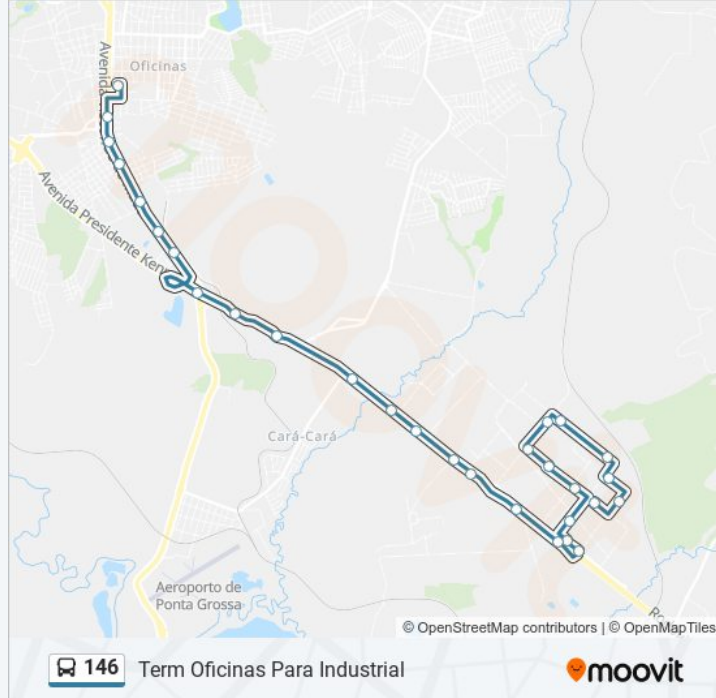 Oficinas
Avenida
Avenida Presidente Ken
Cará-Cará
Aeroporto de
Ponta Grossa
Ro
© OpenStreetMap contributors | © OpenMapTiles
146 Term Oficinas Para Industrial
moovit